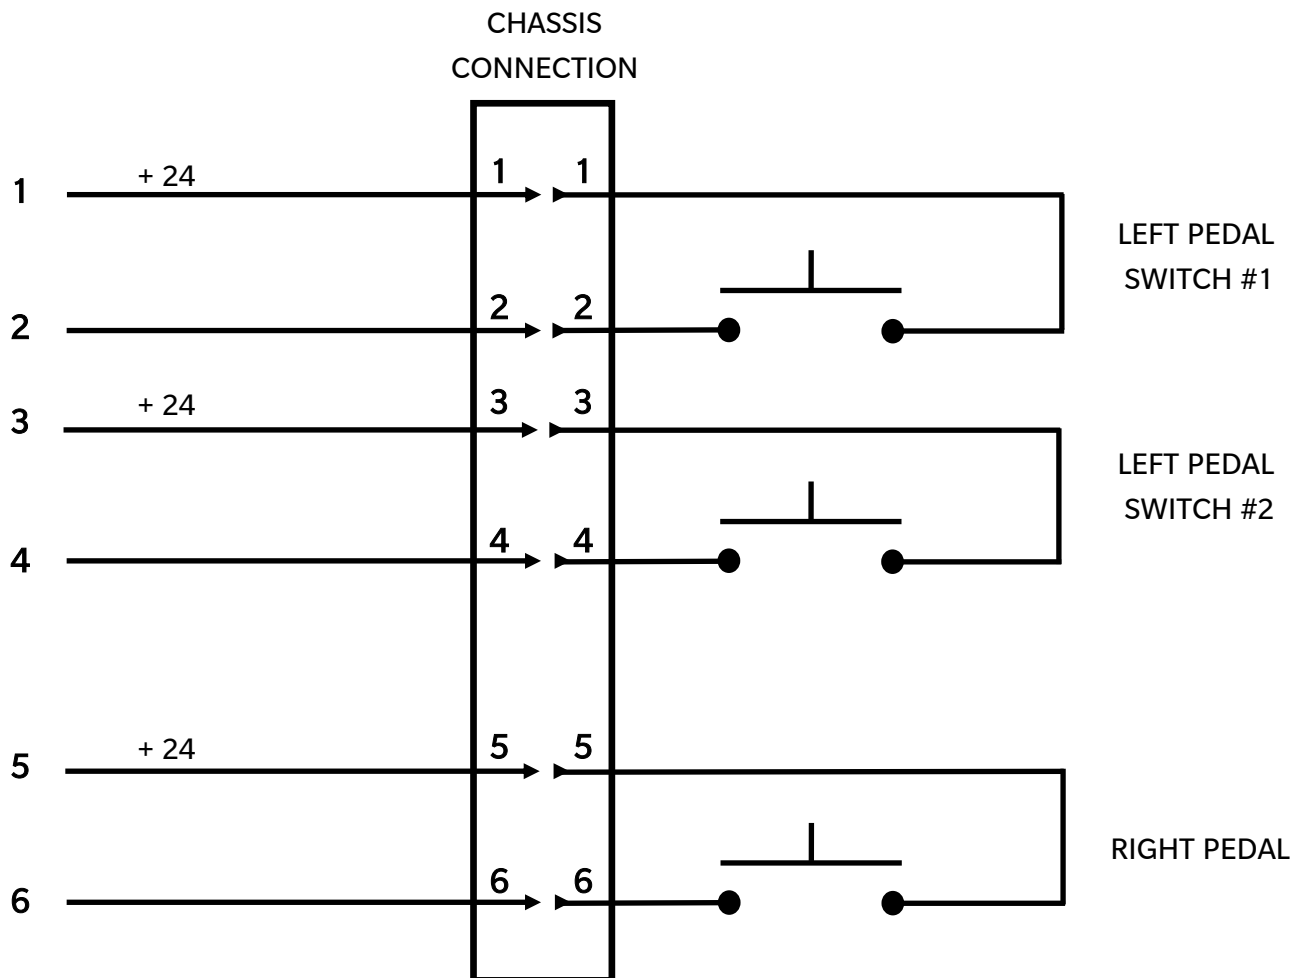 CHASSIS
CONNECTION
1 + 24 1 1
LEFT PEDAL
SWITCH #1
2 2 2
3 + 24 3 3
LEFT PEDAL
SWITCH #2
4 4 4
5 + 24 5 5
RIGHT PEDAL
6 6 6